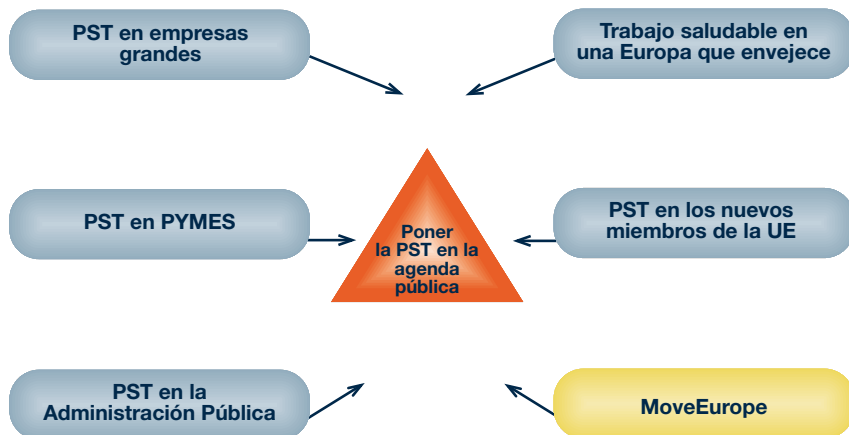 PST en empresas
grandes
Trabajo saludable en
una Europa que envejece
PST en PYMES
Poner
la PST en la
agenda
pública
PST en los nuevos
miembros de la UE
PST en la
Administración Pública
MoveEurope